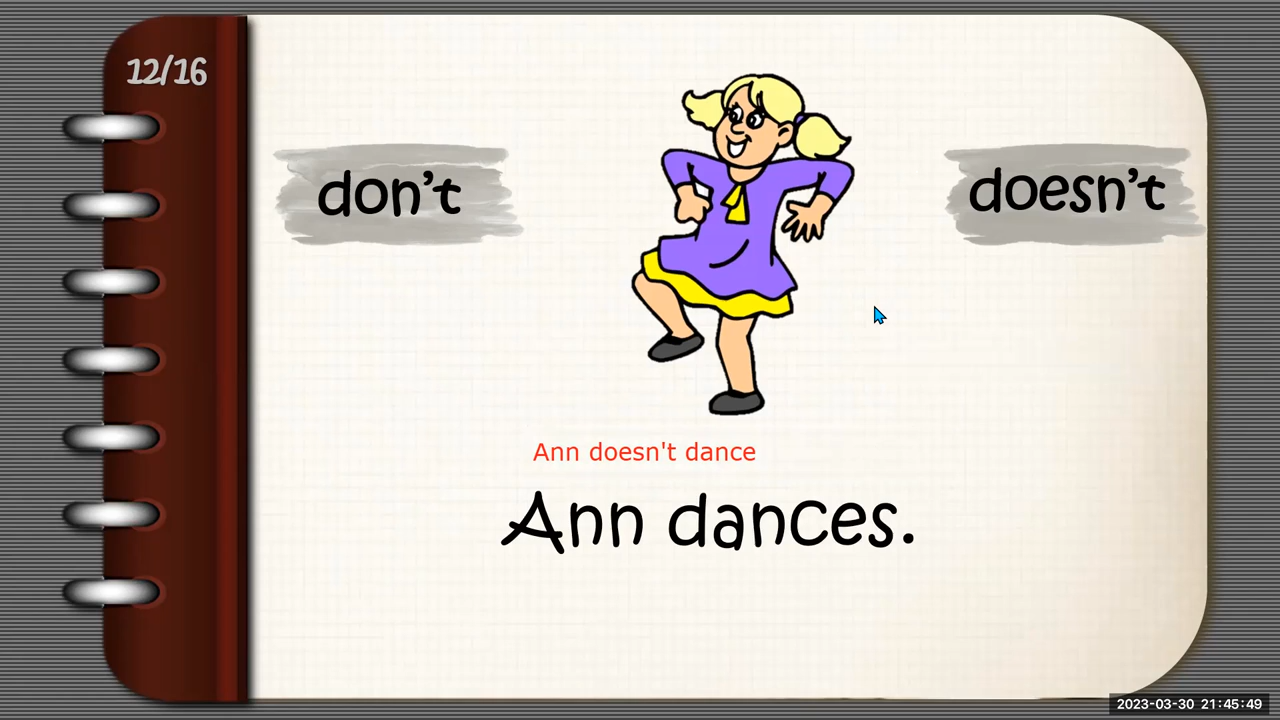 12/16
don't
doesn't
Ann doesn't dance
Ann dances.
2023-03-30 21:45:49